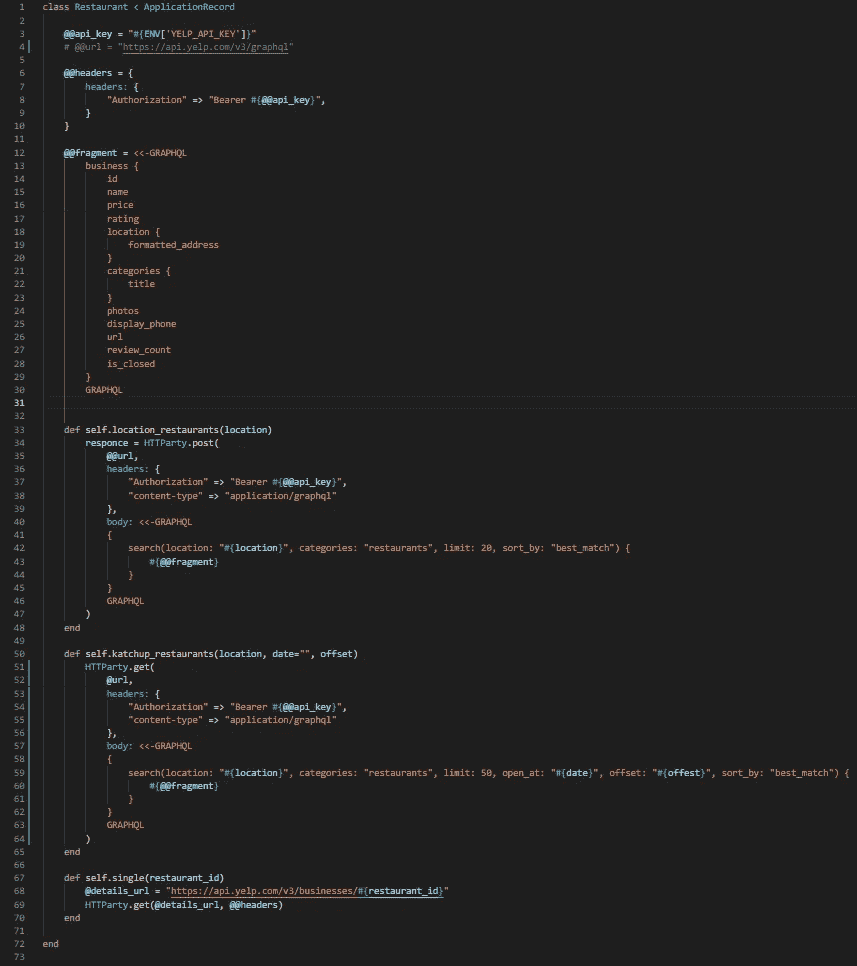 1 class Restaurant < ApplicationRecord
2
3 @@api_key = "#{ENV['YELP_API_KEY']}"
4 # @@url = "https://api.yelp.com/v3/graphql"
5
6 @@headers = {
7 headers: {
8 "Authorization" => "Bearer #{@@api_key}",
9 }
10 }
11
12 @@fragment = <<-GRAPHQL
13 business {
14 id
15 name
16 price
17 rating
18 location {
19 formatted_address
20 }
21 categories {
22 title
23 }
24 photos
25 display_phone
26 url
27 review_count
28 is_closed
29 }
30 GRAPHQL
31
32
33 def self.location_restaurants(location)
34 responce = HTTParty.post(
35 @@url,
36 headers: {
37 "Authorization" => "Bearer #{@@api_key}",
38 "content-type" => "application/graphql"
39 },
40 body: <<-GRAPHQL
41 {
42 search(location: "#{location}", categories: "restaurants", limit: 20, sort_by: "best_match") {
43 #{@@fragment}
44 }
45 }
46 GRAPHQL
47 )
48 end
49
50 def self.katchup_restaurants(location, date="", offset)
51 HTTParty.get(
52 @url,
53 headers: {
54 "Authorization" => "Bearer #{@@api_key}",
55 "content-type" => "application/graphql"
56 },
57 body: <<-GRAPHQL
58 {
59 search(location: "#{location}", categories: "restaurants", limit: 50, open_at: "#{date}", offset: "#{offest}", sort_by: "best_match") {
60 #{@@fragment}
61 }
62 }
63 GRAPHQL
64 )
65 end
66
67 def self.single(restaurant_id)
68 @details_url = "https://api.yelp.com/v3/businesses/#{restaurant_id}"
69 HTTParty.get(@details_url, @@headers)
70 end
71
72 end
73